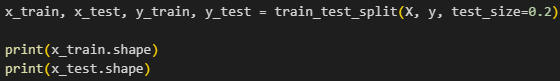 x_train, x_test, y_train, y_test = train_test_split(X, y, test_size=0.2)
print(x_train.shape)
print(x_test.shape)